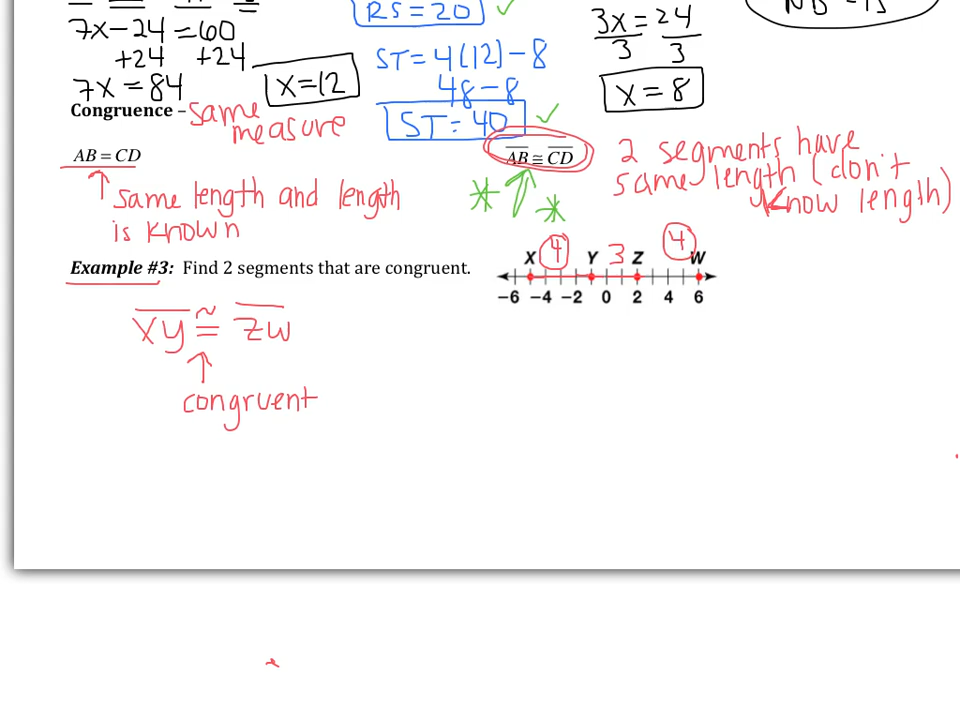 7x-24=60
+24 +24
7x=84
x=12
RS=20
ST=4(12)-8
48-8
ST=40
3x=24
3 3
x=8
Congruence – same measure
AB = CD
same length and length
is known
AB ≅ CD
2 segments have
same length (don't
know length)
Example #3: Find 2 segments that are congruent.
X 4 Y 3 Z 4 W
-6 -4 -2 0 2 4 6
XY ≅ ZW
congruent